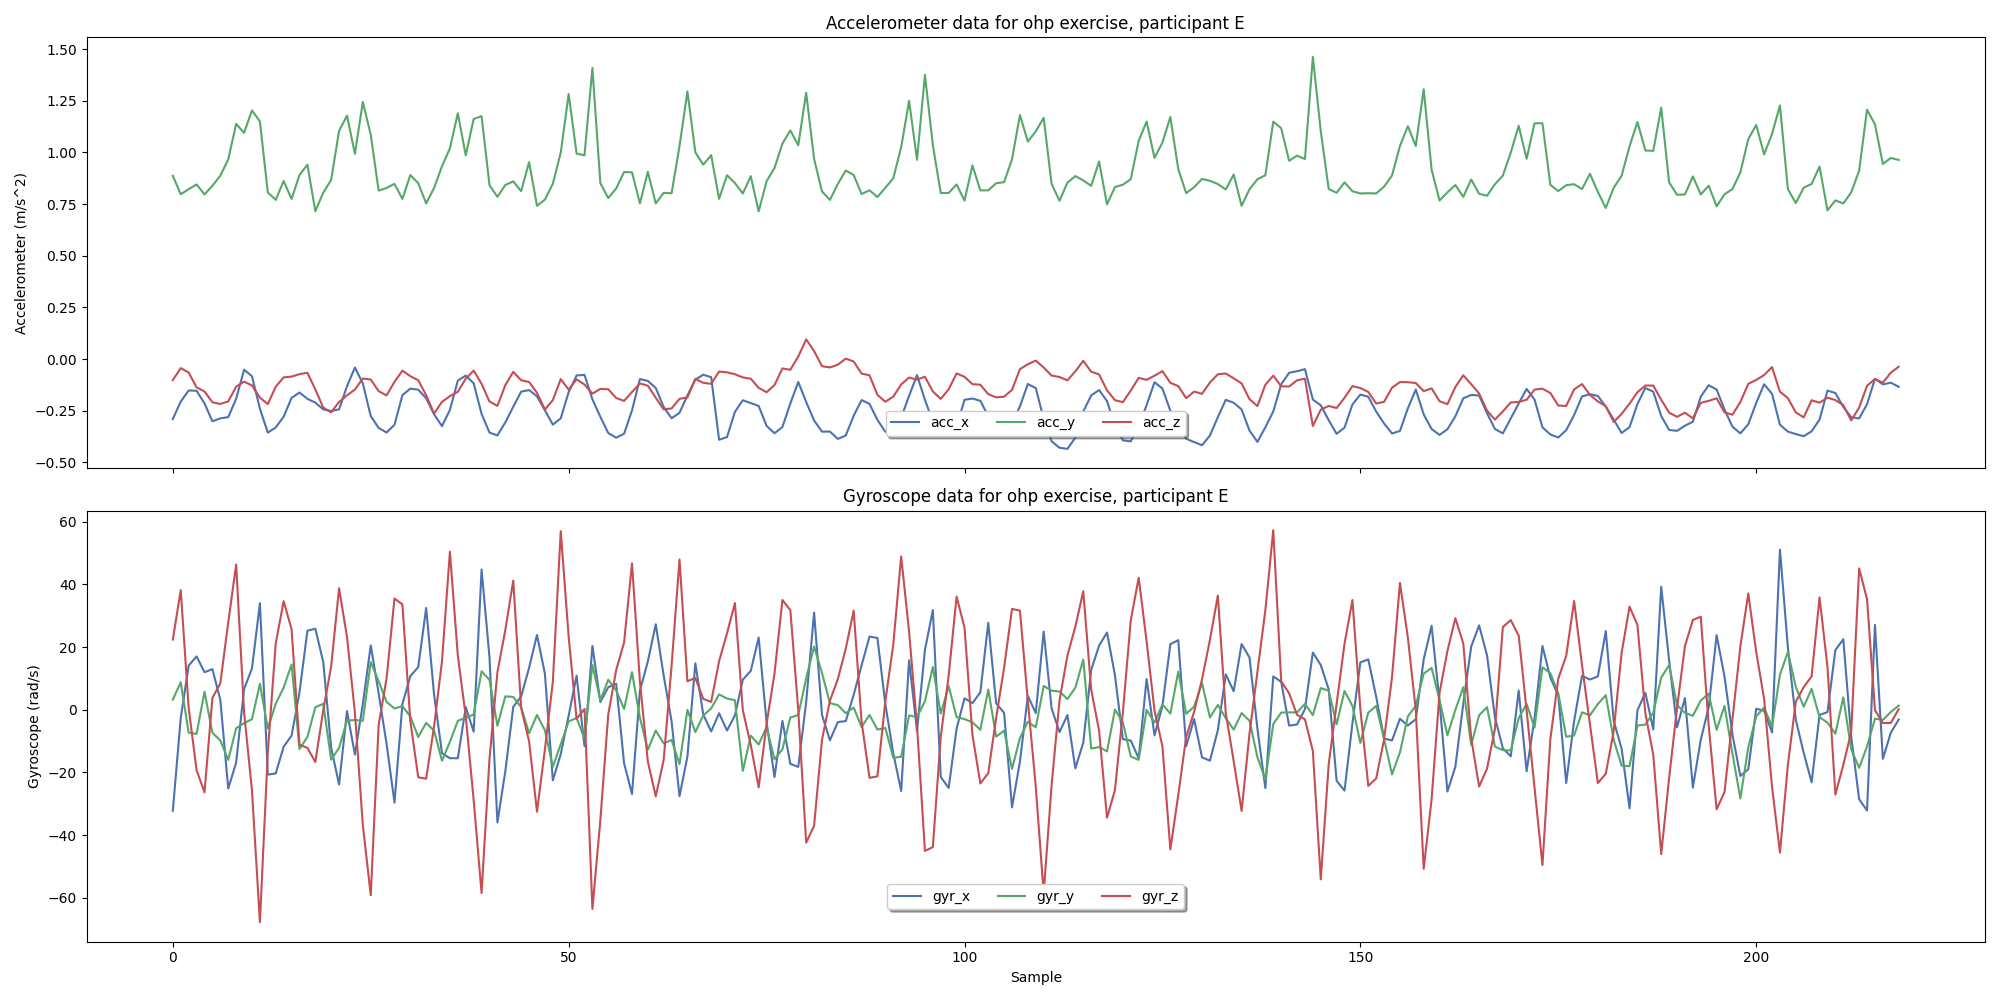 Accelerometer data for ohp exercise, participant E
Accelerometer (m/s^2)
1.50
1.25
1.00
0.75
0.50
0.25
0.00
−0.25
−0.50
acc_x acc_y acc_z
Gyroscope data for ohp exercise, participant E
Gyroscope (rad/s)
60
40
20
0
−20
−40
−60
gyr_x gyr_y gyr_z
0 50 100 150 200
Sample